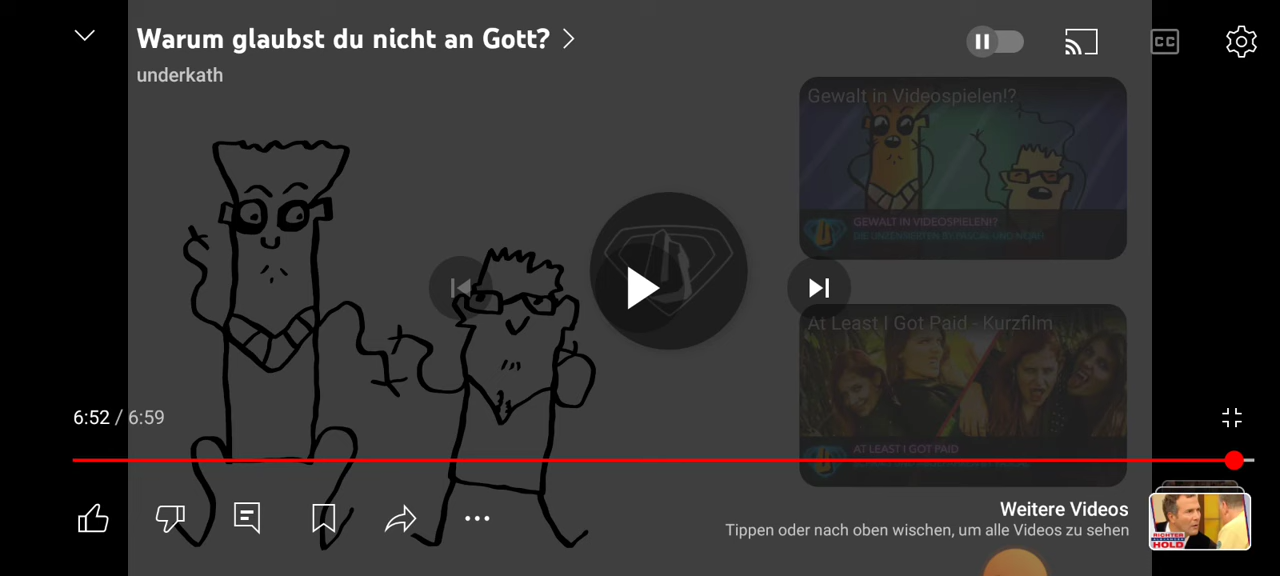 Warum glaubst du nicht an Gott?
underkath
CC
Gewalt in Videospielen!?
GEWALT IN VIDEOSPIELEN!?
At Least I Got Paid - Kurzfilm
AT LEAST I GOT PAID
6:52 / 6:59
Weitere Videos
Tippen oder nach oben wischen, um alle Videos zu sehen
RICHTER
HOLD